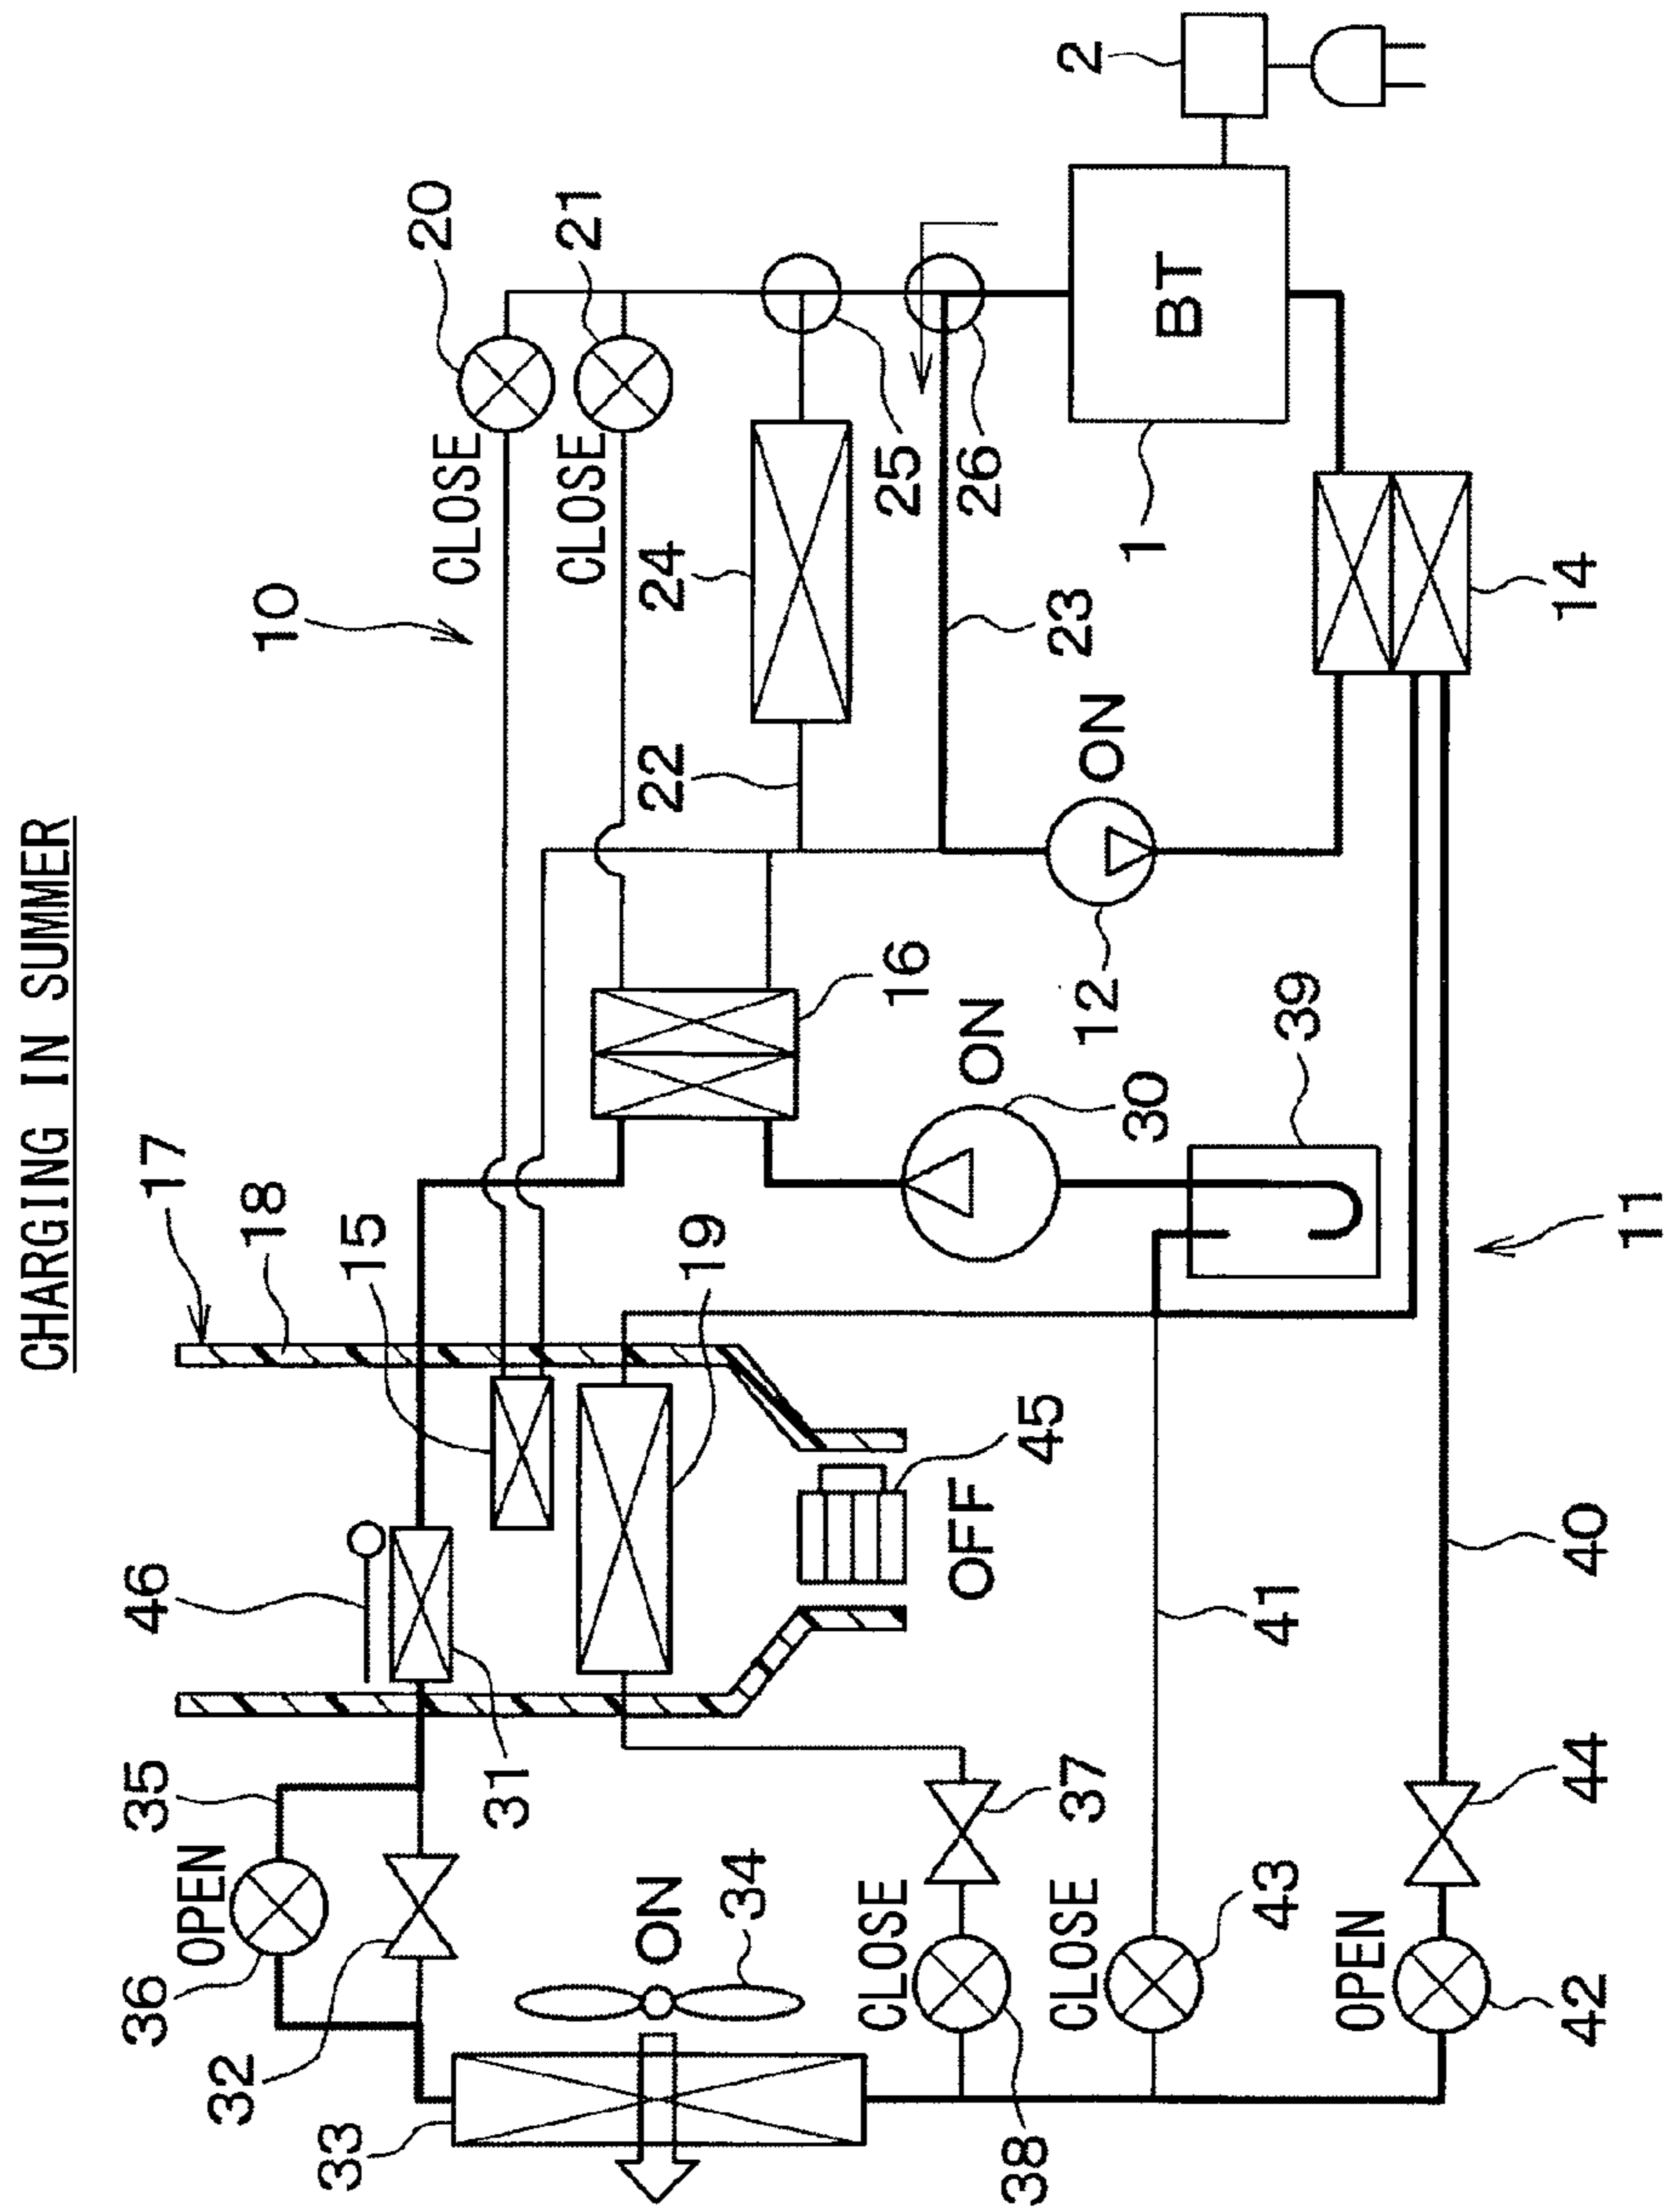 CHARGING IN SUMMER
36
35
46
17
OPEN
32
18
10
33
15
20
CLOSE
31
CLOSE
21
ON
22
24
19
34
CLOSE
25
16
OFF
ON
26
38
45
CLOSE
37
23
2
12
ON
30
1
BT
43
41
39
OPEN
42
44
40
14
11